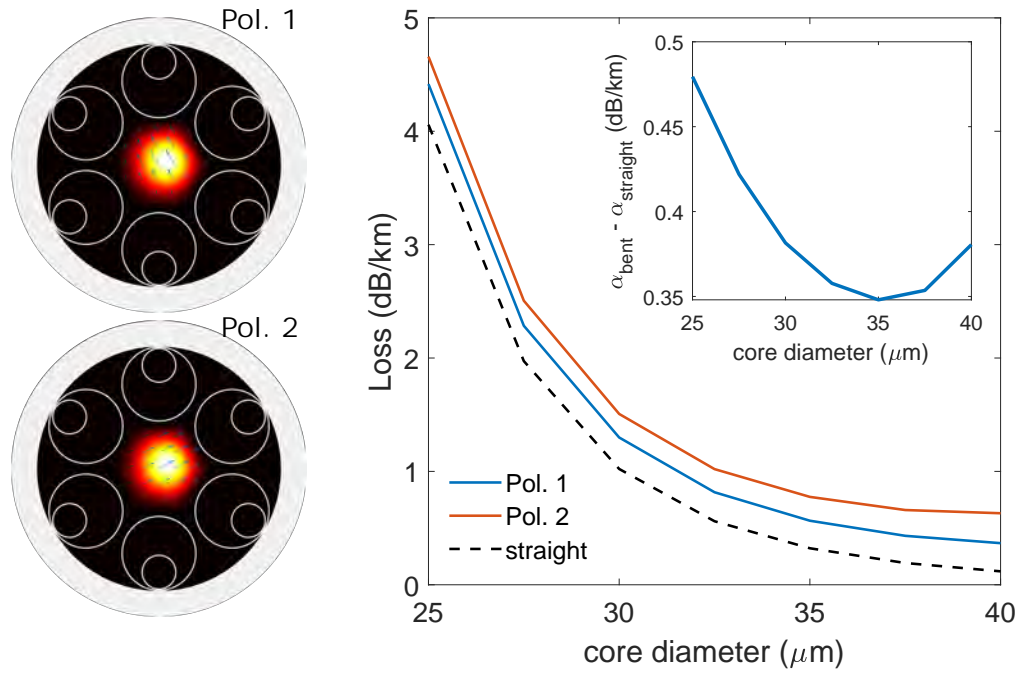 Pol. 1
Pol. 2
Loss (dB/km)
5
4
3
2
1
0
25
30
35
40
core diameter (μm)
Pol. 1
Pol. 2
straight
α_bent - α_straight (dB/km)
0.5
0.45
0.4
0.35
25
30
35
40
core diameter (μm)